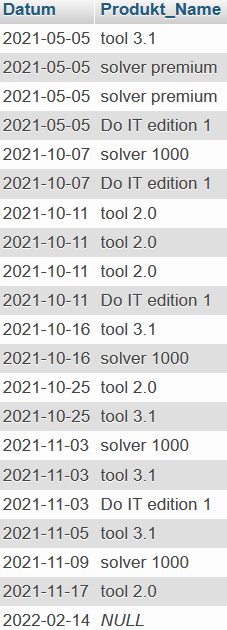 Datum Produkt_Name
2021-05-05 tool 3.1
2021-05-05 solver premium
2021-05-05 solver premium
2021-05-05 Do IT edition 1
2021-10-07 solver 1000
2021-10-07 Do IT edition 1
2021-10-11 tool 2.0
2021-10-11 tool 2.0
2021-10-11 tool 2.0
2021-10-11 Do IT edition 1
2021-10-16 tool 3.1
2021-10-16 solver 1000
2021-10-25 tool 2.0
2021-10-25 tool 3.1
2021-11-03 solver 1000
2021-11-03 tool 3.1
2021-11-03 Do IT edition 1
2021-11-05 tool 3.1
2021-11-09 solver 1000
2021-11-17 tool 2.0
2022-02-14 NULL